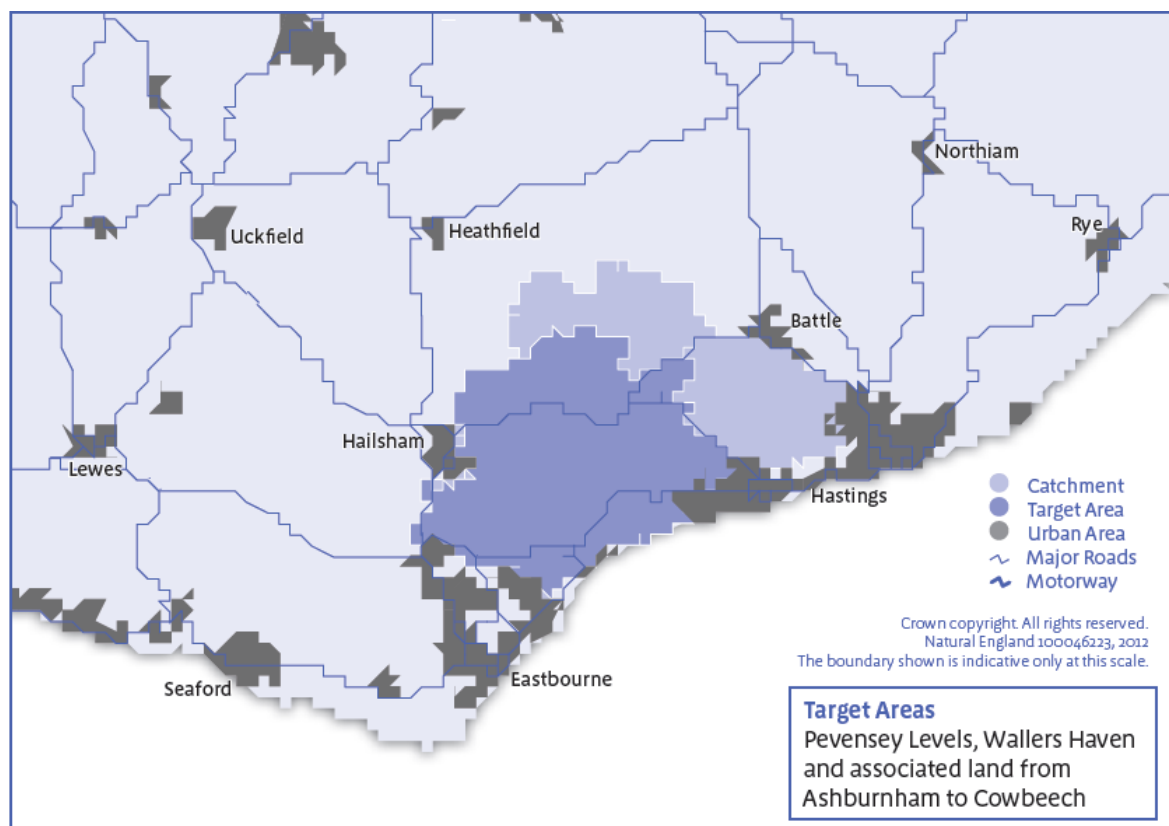 Northiam
Rye
Uckfield
Heathfield
Battle
Hailsham
Lewes
Hastings
Catchment
Target Area
Urban Area
Major Roads
Motorway
Crown copyright. All rights reserved.
Natural England 100046223, 2012
The boundary shown is indicative only at this scale.
Seaford
Eastbourne
Target Areas
Pevensey Levels, Wallers Haven
and associated land from
Ashburnham to Cowbeech